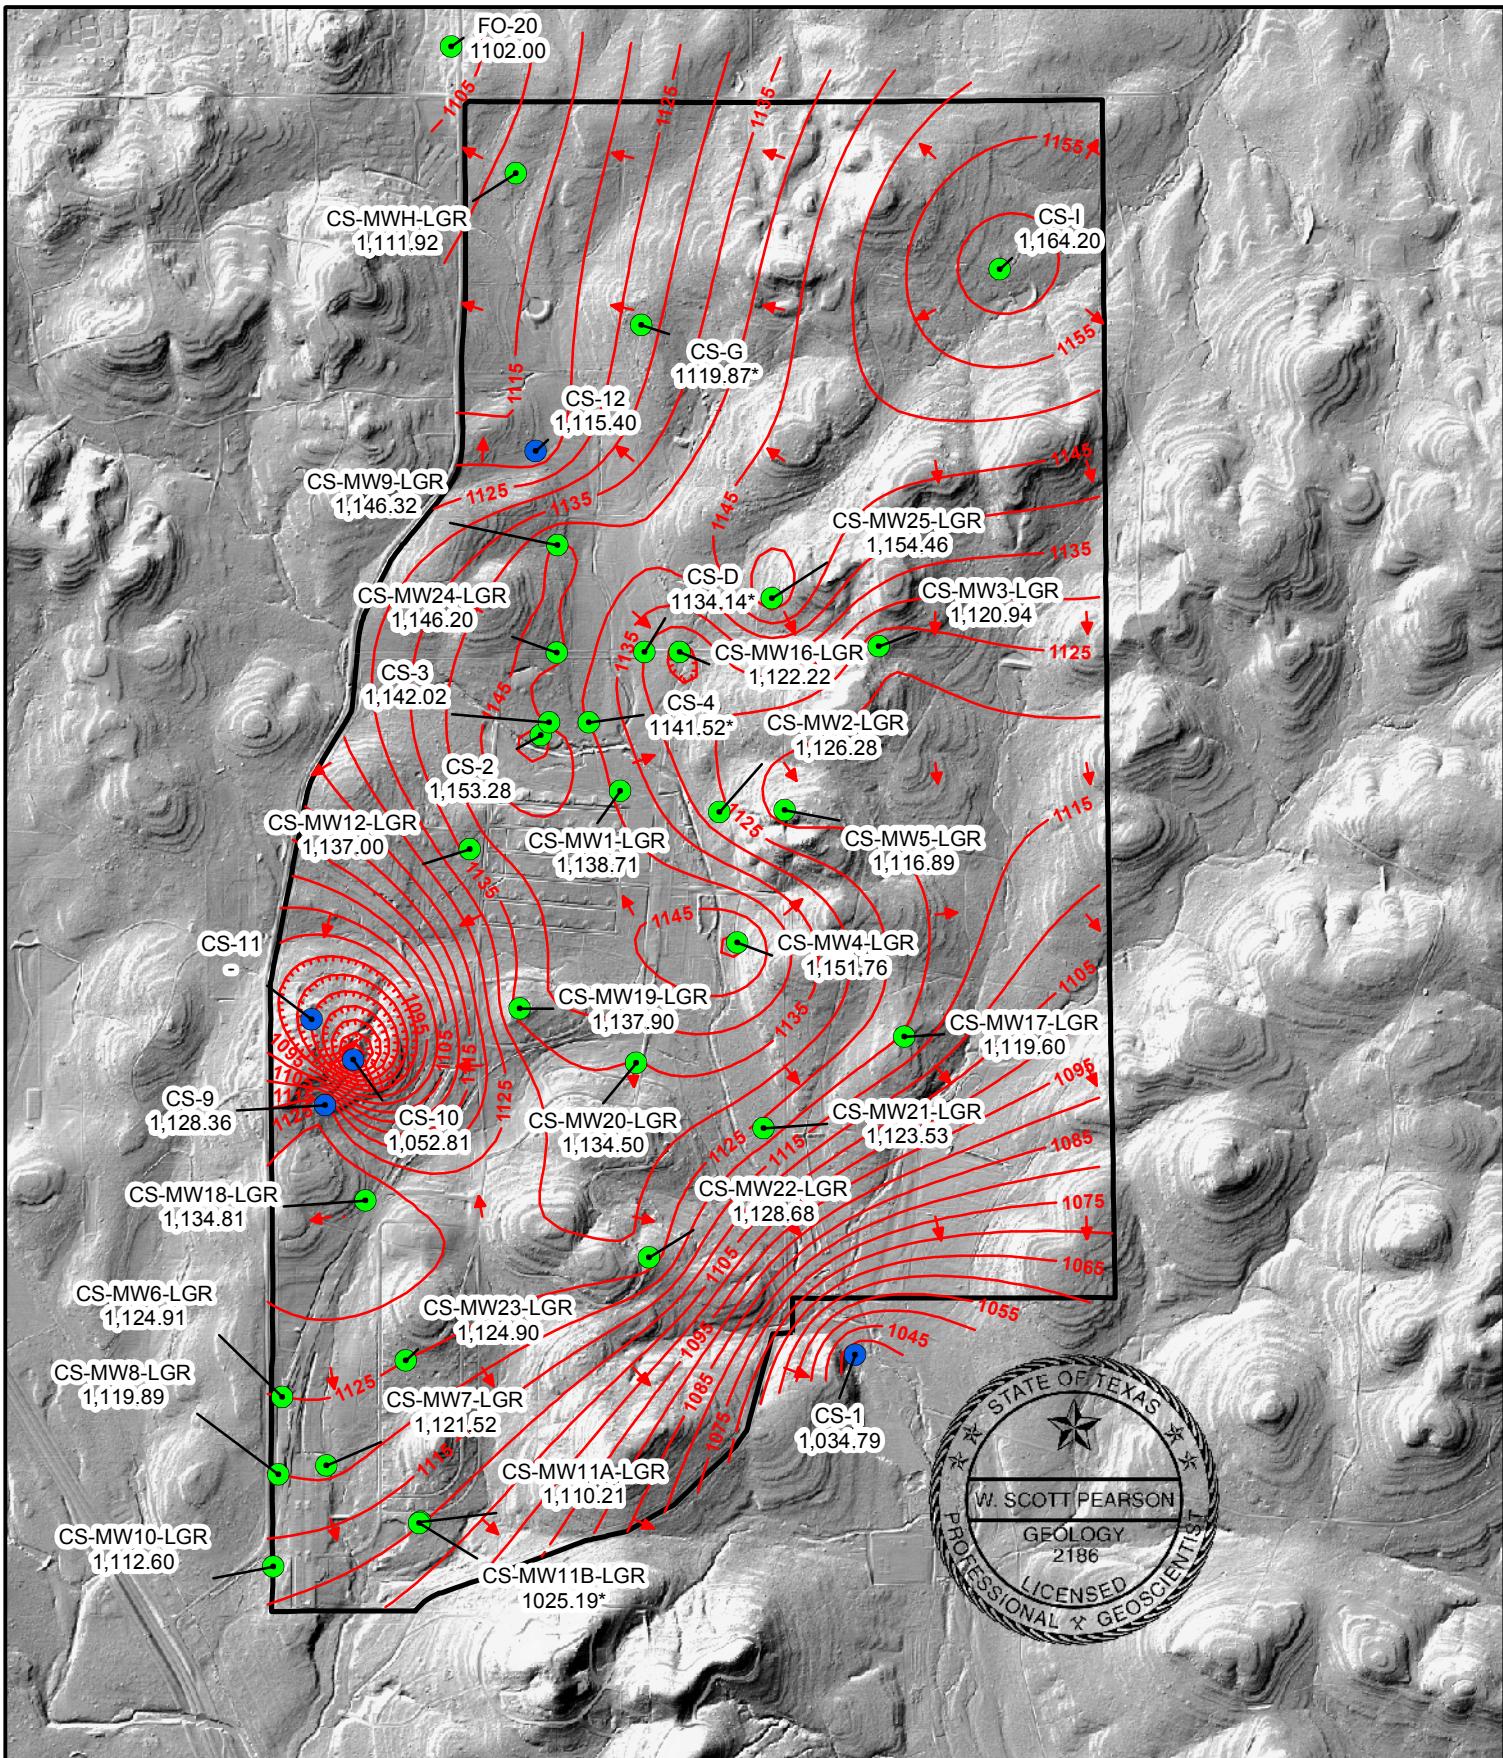 FO-20
1102.00
1105
1125
1135
1155
CS-MWH-LGR
1,111.92
CS-I
1,164.20
1155
CS-G
1119.87*
1115
CS-12
1,115.40
CS-MW9-LGR
1,146.32
1125
1135
1145
1145
CS-MW25-LGR
1,154.46
1135
CS-MW24-LGR
1,146.20
CS-D
1134.14*
CS-MW3-LGR
1,120.94
1135
CS-MW16-LGR
1,122.22
1125
CS-3
1,142.02
1145
CS-4
1141.52*
CS-MW2-LGR
1,126.28
CS-2
1,153.28
CS-MW12-LGR
1,137.00
CS-MW1-LGR
1,138.71
1125
CS-MW5-LGR
1,116.89
1115
1135
1145
CS-11
-
CS-MW4-LGR
1,151.76
1095
1105
CS-MW19-LGR
1,137.90
1135
CS-MW17-LGR
1,119.60
1105
1115
1095
1095
CS-9
1,128.36
CS-10
1,052.81
1125
CS-MW20-LGR
1,134.50
CS-MW21-LGR
1,123.53
1125
1115
1085
CS-MW18-LGR
1,134.81
CS-MW22-LGR
1,128.68
1075
1105
1065
CS-MW6-LGR
1,124.91
CS-MW23-LGR
1,124.90
1055
1095
1045
CS-MW8-LGR
1,119.89
1125
CS-MW7-LGR
1,121.52
1085
1075
CS-1
1,034.79
1115
CS-MW11A-LGR
1,110.21
CS-MW10-LGR
1,112.60
CS-MW11B-LGR
1025.19*
STATE OF TEXAS
W. SCOTT PEARSON
GEOLOGY
2186
LICENSED
PROFESSIONAL GEOSCIENTIST